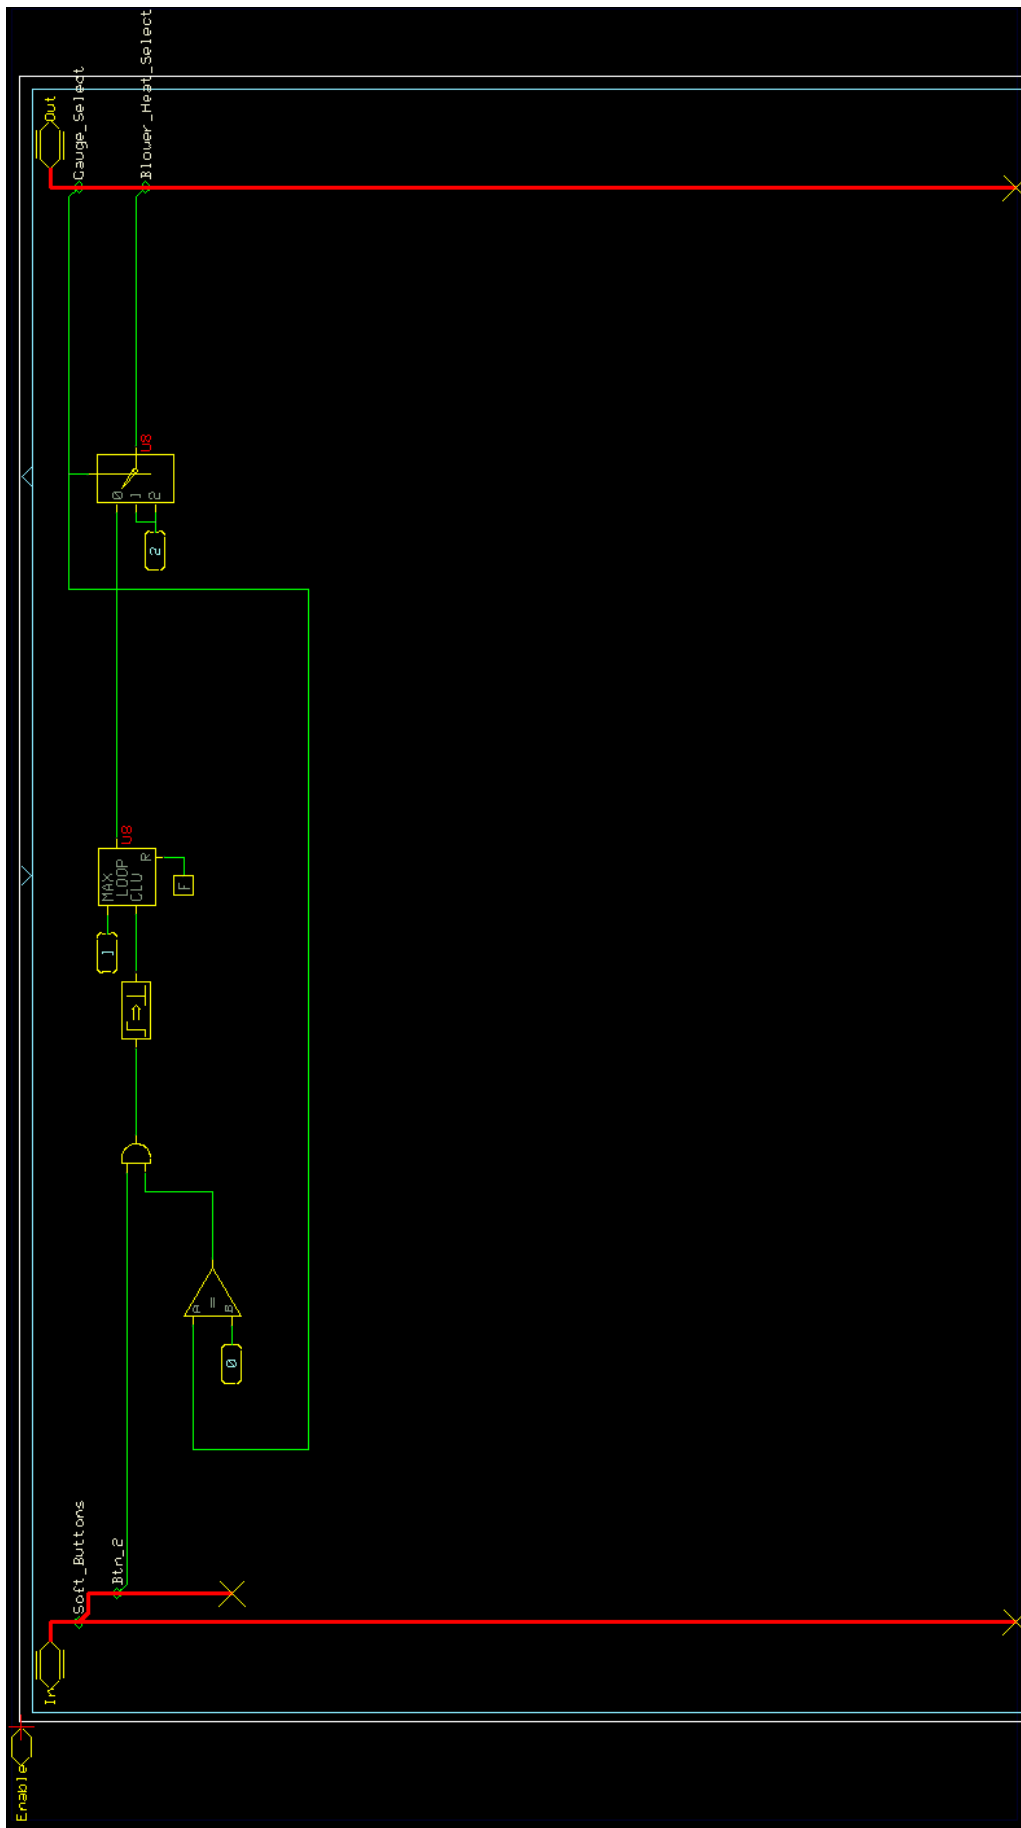 Enable
In
Soft_Buttons
Btn_2
A
=
B
0
1
MAX
LOOP
CLU
R
U8
F
0
1
2
U8
2
Out
Gauge_Select
Blower_Heat_Select